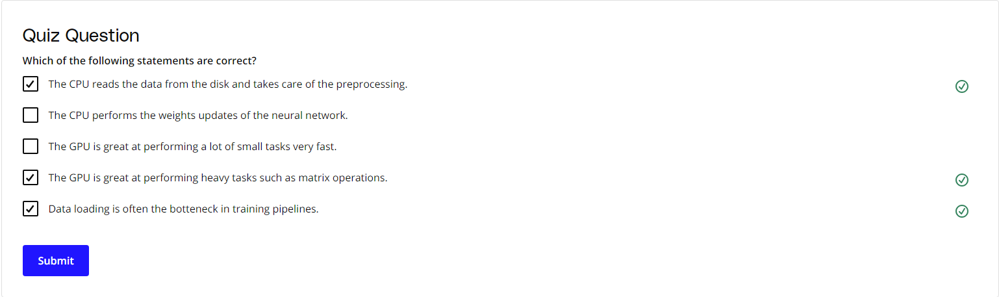 Quiz Question
Which of the following statements are correct?
The CPU reads the data from the disk and takes care of the preprocessing.
The CPU performs the weights updates of the neural network.
The GPU is great at performing a lot of small tasks very fast.
The GPU is great at performing heavy tasks such as matrix operations.
Data loading is often the botteneck in training pipelines.
Submit